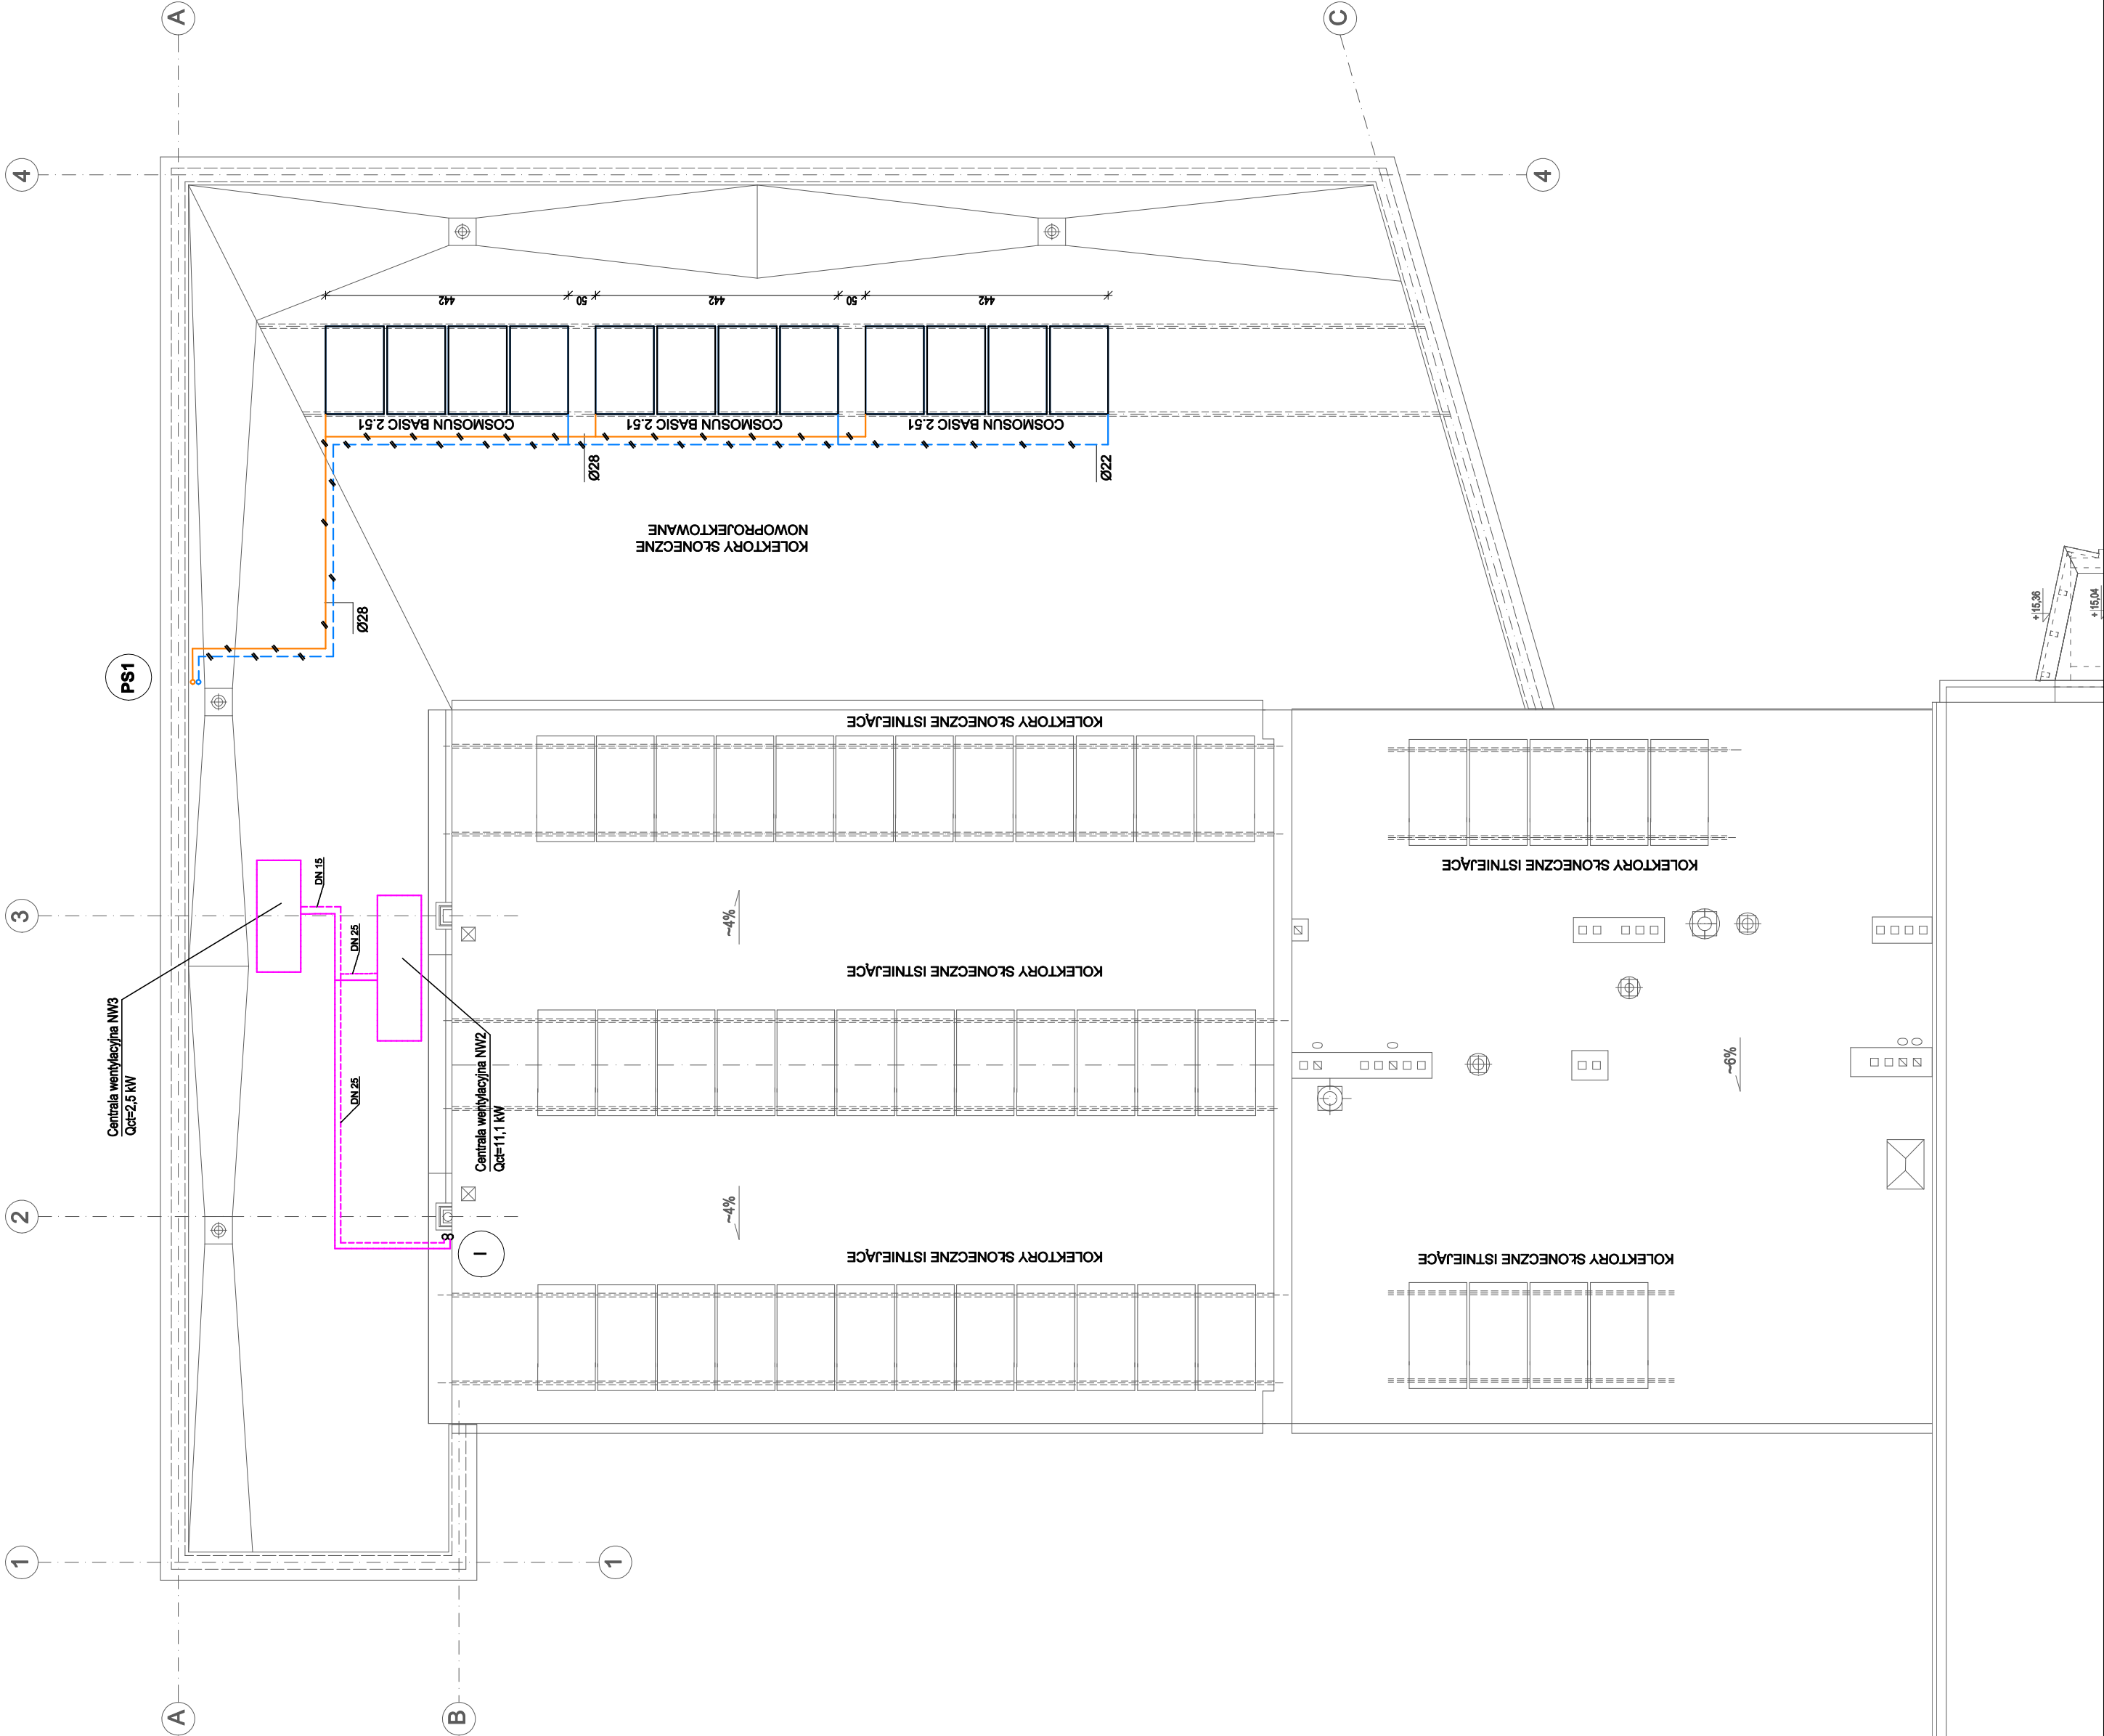 A
C
4
4
442
50
442
50
442
COSMOSUN BASIC 2.51
COSMOSUN BASIC 2.51
COSMOSUN BASIC 2.51
Ø28
Ø22
KOLEKTORY SŁONECZNE
NOWOPROJEKTOWANE
Ø28
PS1
+15,36
+15,04
KOLEKTORY SŁONECZNE ISTNIEJĄCE
KOLEKTORY SŁONECZNE ISTNIEJĄCE
3
DN 15
DN 25
~4%
KOLEKTORY SŁONECZNE ISTNIEJĄCE
Centrala wentylacyjna NW3
Qct=2,5 kW
Centrala wentylacyjna NW2
Qct=11,1 kW
DN 25
~6%
2
~4%
I
KOLEKTORY SŁONECZNE ISTNIEJĄCE
KOLEKTORY SŁONECZNE ISTNIEJĄCE
1
1
A
B